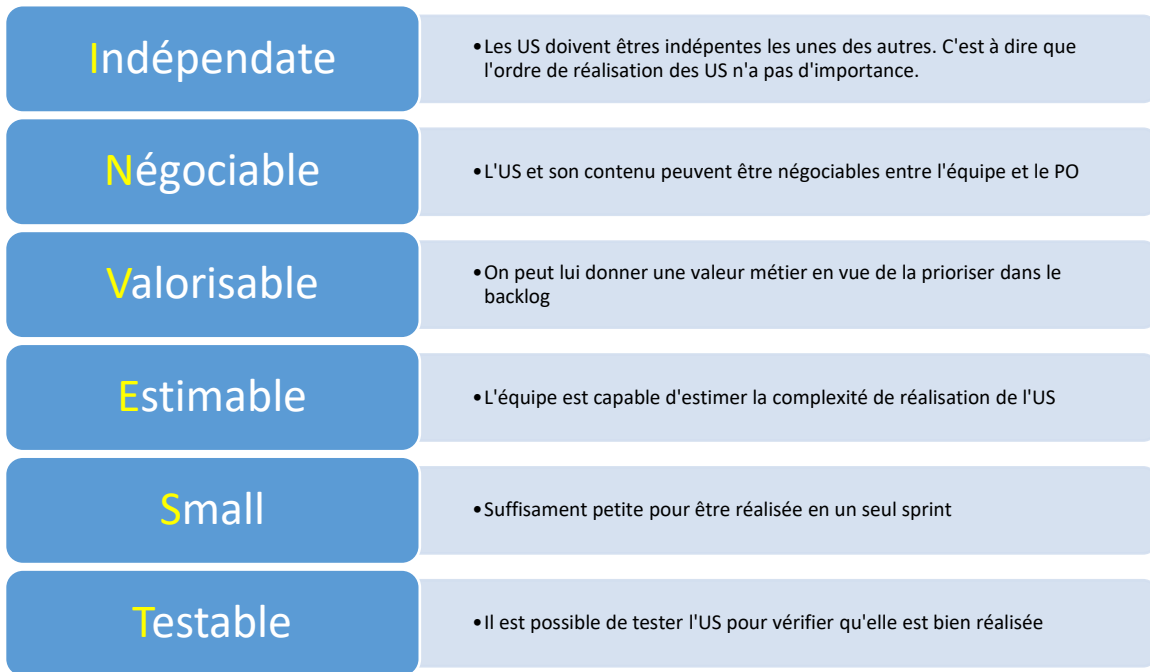 Indépendate
•Les US doivent êtres indépentes les unes des autres. C'est à dire que
l'ordre de réalisation des US n'a pas d'importance.
Négociable
•L'US et son contenu peuvent être négociables entre l'équipe et le PO
Valorisable
•On peut lui donner une valeur métier en vue de la prioriser dans le
backlog
Estimable
•L'équipe est capable d'estimer la complexité de réalisation de l'US
Small
•Suffisament petite pour être réalisée en un seul sprint
Testable
•Il est possible de tester l'US pour vérifier qu'elle est bien réalisée